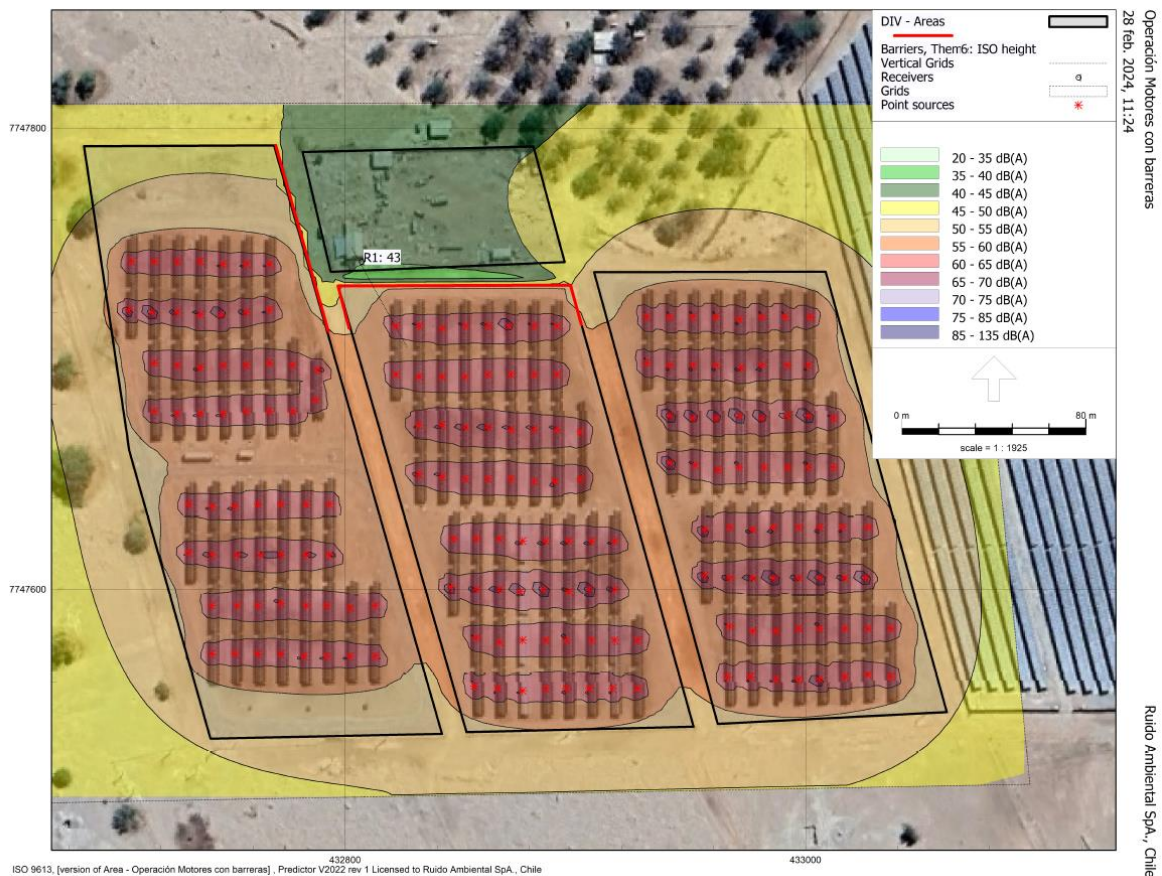 DIV - Areas
Barriers, Them6: ISO height
Vertical Grids
Receivers
Grids
Point sources
20 - 35 dB(A)
35 - 40 dB(A)
40 - 45 dB(A)
45 - 50 dB(A)
50 - 55 dB(A)
55 - 60 dB(A)
60 - 65 dB(A)
65 - 70 dB(A)
70 - 75 dB(A)
75 - 85 dB(A)
85 - 135 dB(A)
0 m 80 m
scale = 1 : 1925
Operación Motores con barreras
28 feb. 2024, 11:24
Ruido Ambiental SpA., Chile
7747800
R1: 43
7747600
432800 433000
ISO 9613, [version of Area - Operación Motores con barreras] , Predictor V2022 rev 1 Licensed to Ruido Ambiental SpA., Chile